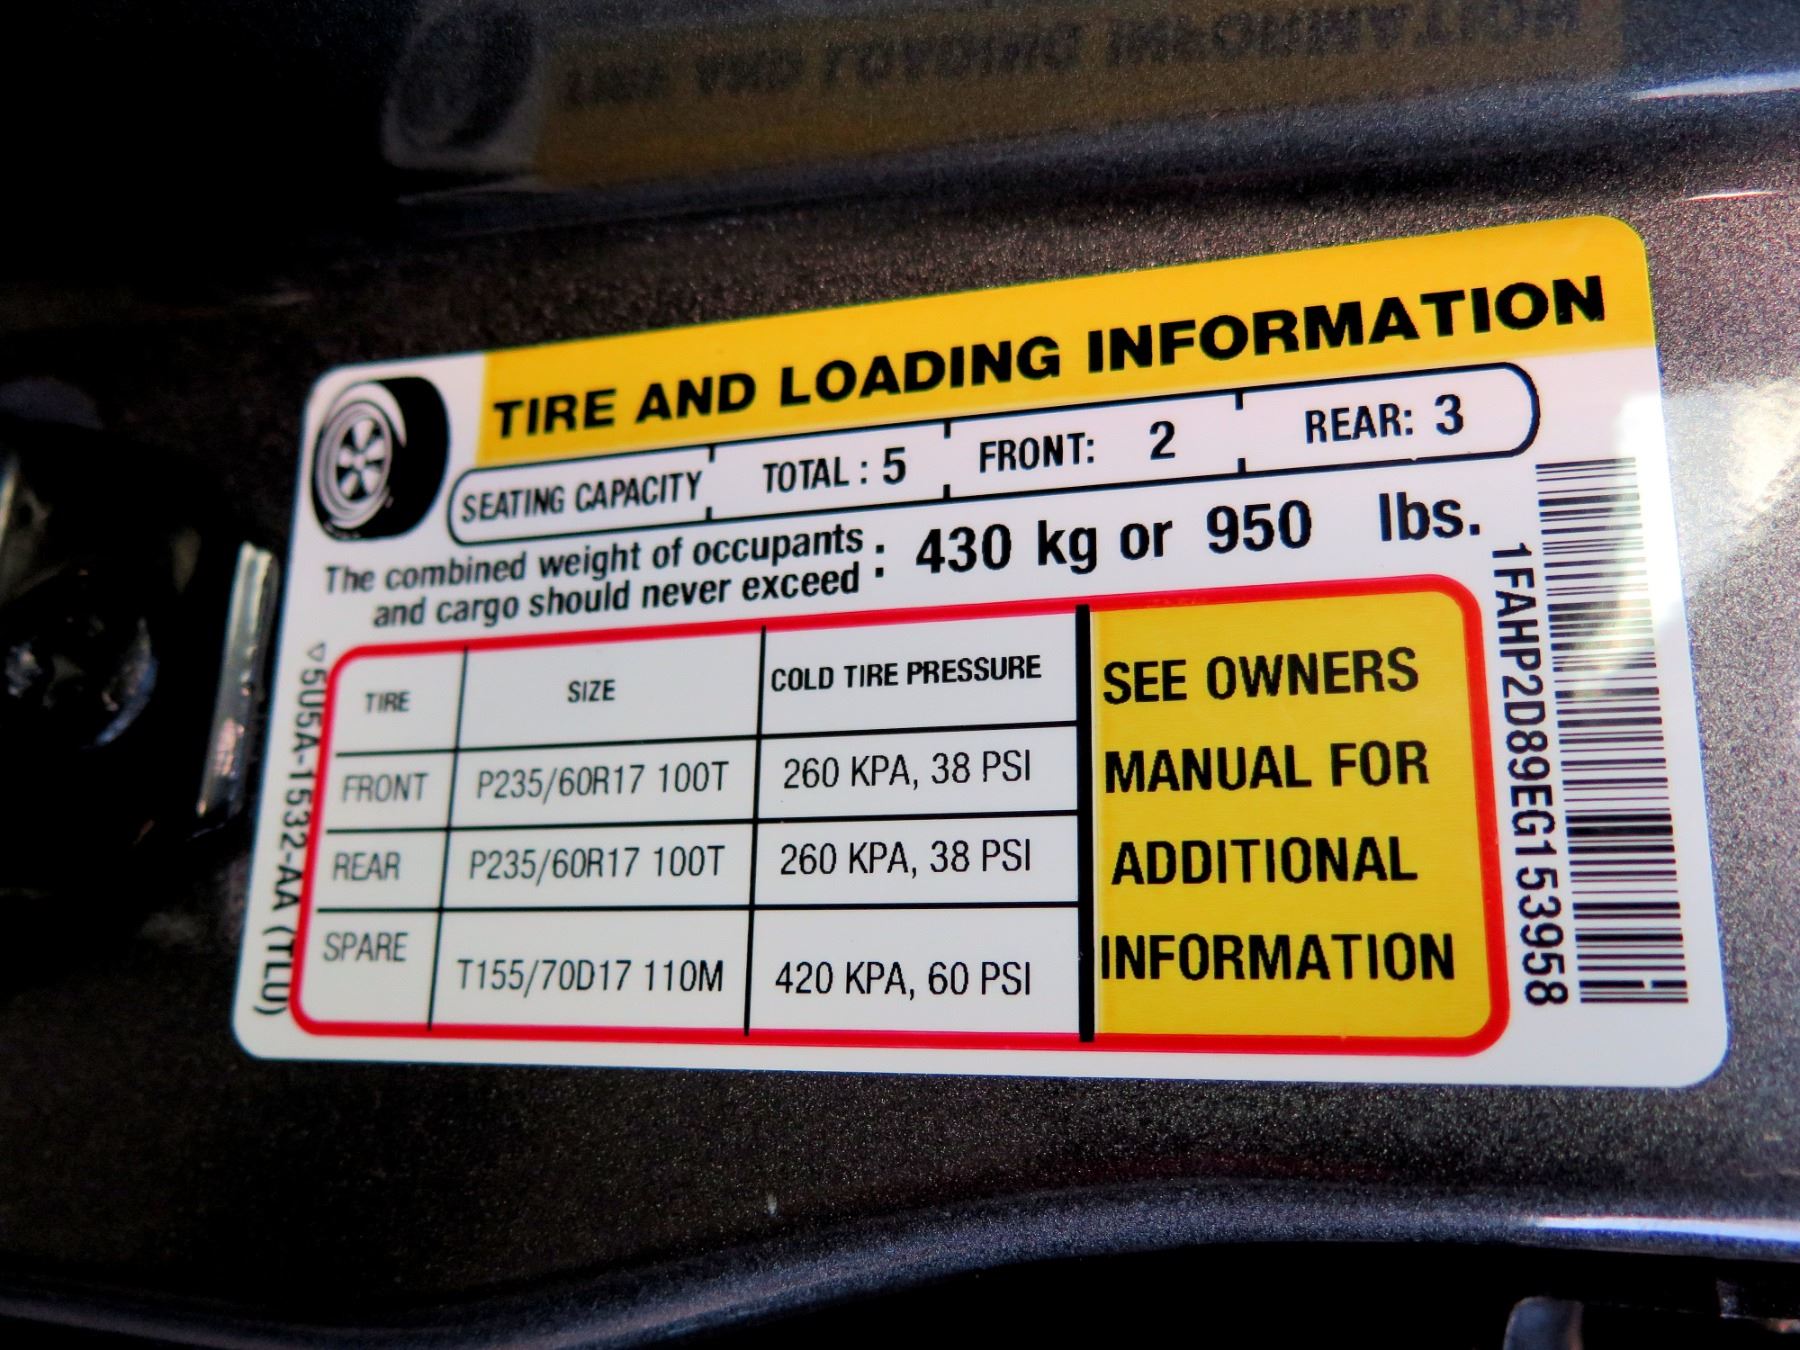 TIRE AND LOADING INFORMATION
SEATING CAPACITY TOTAL : 5 FRONT: 2 REAR: 3
The combined weight of occupants
and cargo should never exceed : 430 kg or 950 lbs.
TIRE SIZE COLD TIRE PRESSURE
FRONT P235/60R17 100T 260 KPA, 38 PSI
REAR P235/60R17 100T 260 KPA, 38 PSI
SPARE T155/70D17 110M 420 KPA, 60 PSI
SEE OWNERS
MANUAL FOR
ADDITIONAL
INFORMATION
5U5A-1532-AA (TLU)
1FAHP2D89EG153958